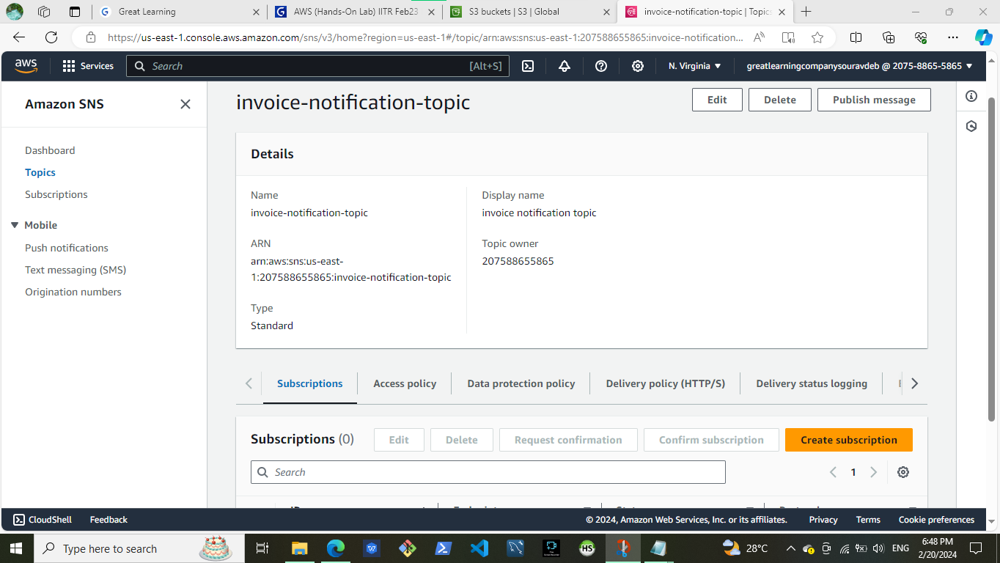 Great Learning
AWS (Hands-On Lab) IITR Feb23
S3 buckets | S3 | Global
invoice-notification-topic | Topics
https://us-east-1.console.aws.amazon.com/sns/v3/home?region=us-east-1#/topic/arn:aws:sns:us-east-1:207588655865:invoice-notification...
aws
Services
Search
[Alt+S]
N. Virginia
greatlearningcompanysouravdeb @ 2075-8865-5865
Amazon SNS
Dashboard
Topics
Subscriptions
Mobile
Push notifications
Text messaging (SMS)
Origination numbers
invoice-notification-topic
Edit
Delete
Publish message
Details
Name
invoice-notification-topic
ARN
arn:aws:sns:us-east-
1:207588655865:invoice-notification-topic
Type
Standard
Display name
invoice notification topic
Topic owner
207588655865
Subscriptions
Access policy
Data protection policy
Delivery policy (HTTP/S)
Delivery status logging
Subscriptions (0)
Edit
Delete
Request confirmation
Confirm subscription
Create subscription
Search
1
CloudShell
Feedback
© 2024, Amazon Web Services, Inc. or its affiliates.
Privacy
Terms
Cookie preferences
Type here to search
HS
28°C
ENG
6:48 PM
2/20/2024